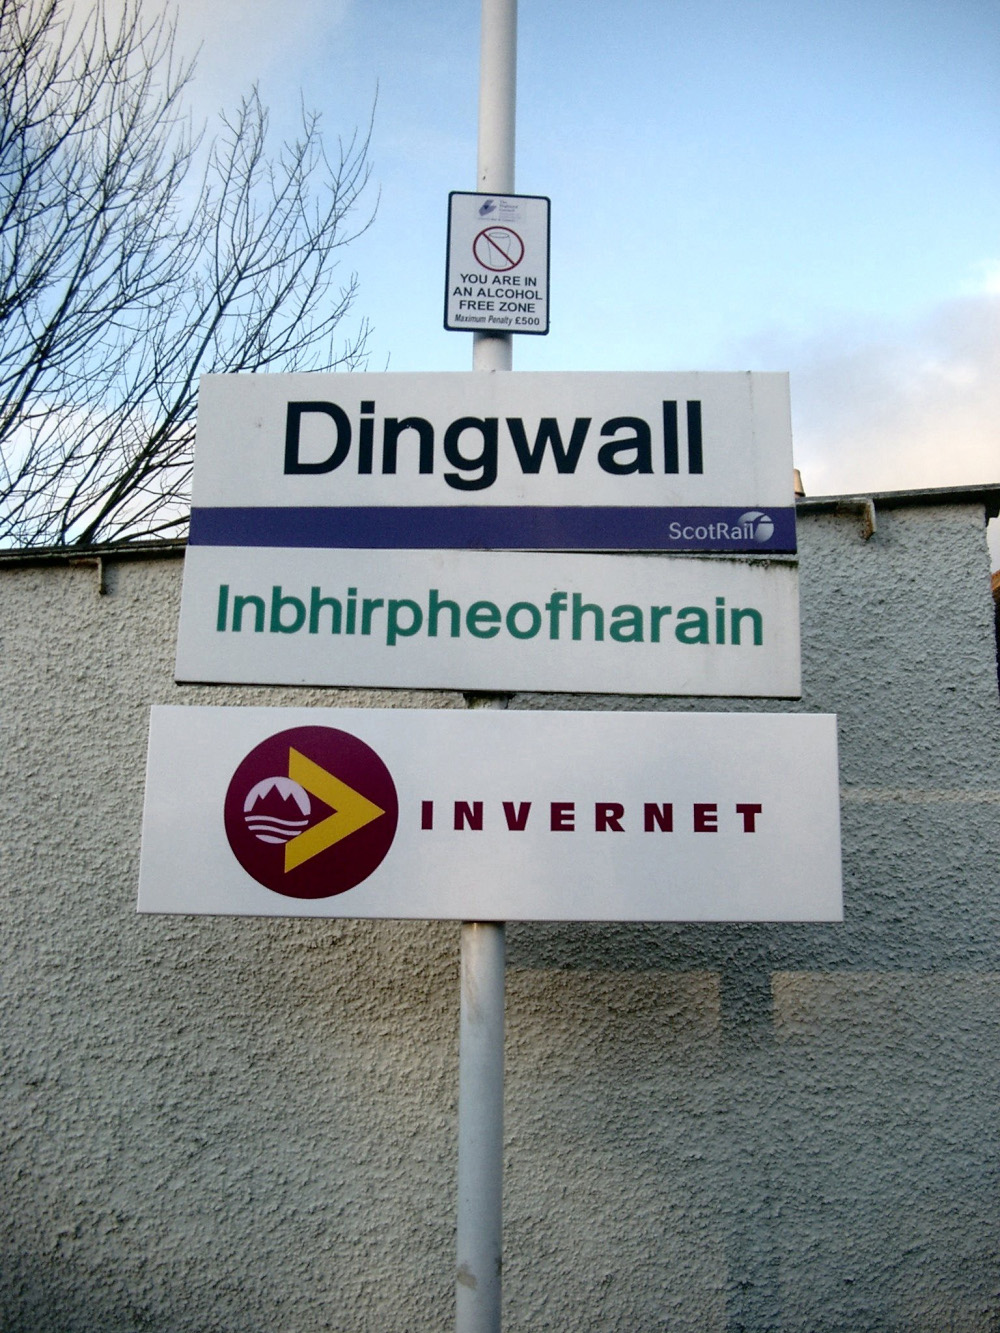 YOU ARE IN
AN ALCOHOL
FREE ZONE
Maximum Penalty £500
Dingwall
ScotRail
Inbhirpheofharain
INVERNET